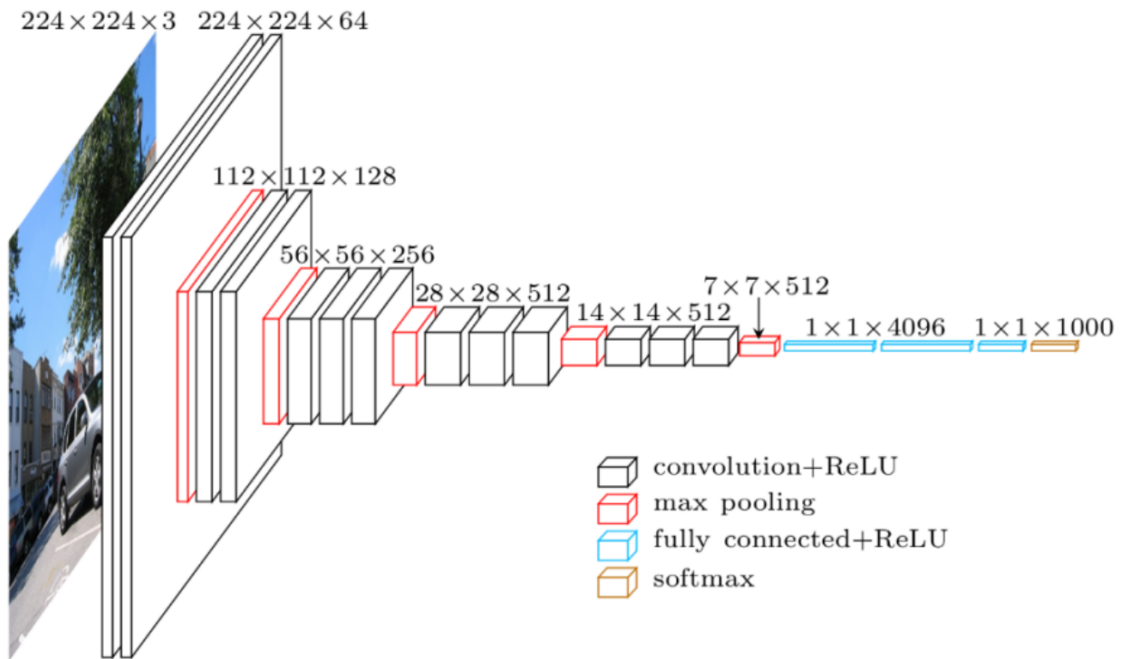 224×224×3
224×224×64
112×112×128
56×56×256
28×28×512
14×14×512
7×7×512
1×1×4096
1×1×1000
convolution+ReLU
max pooling
fully connected+ReLU
softmax